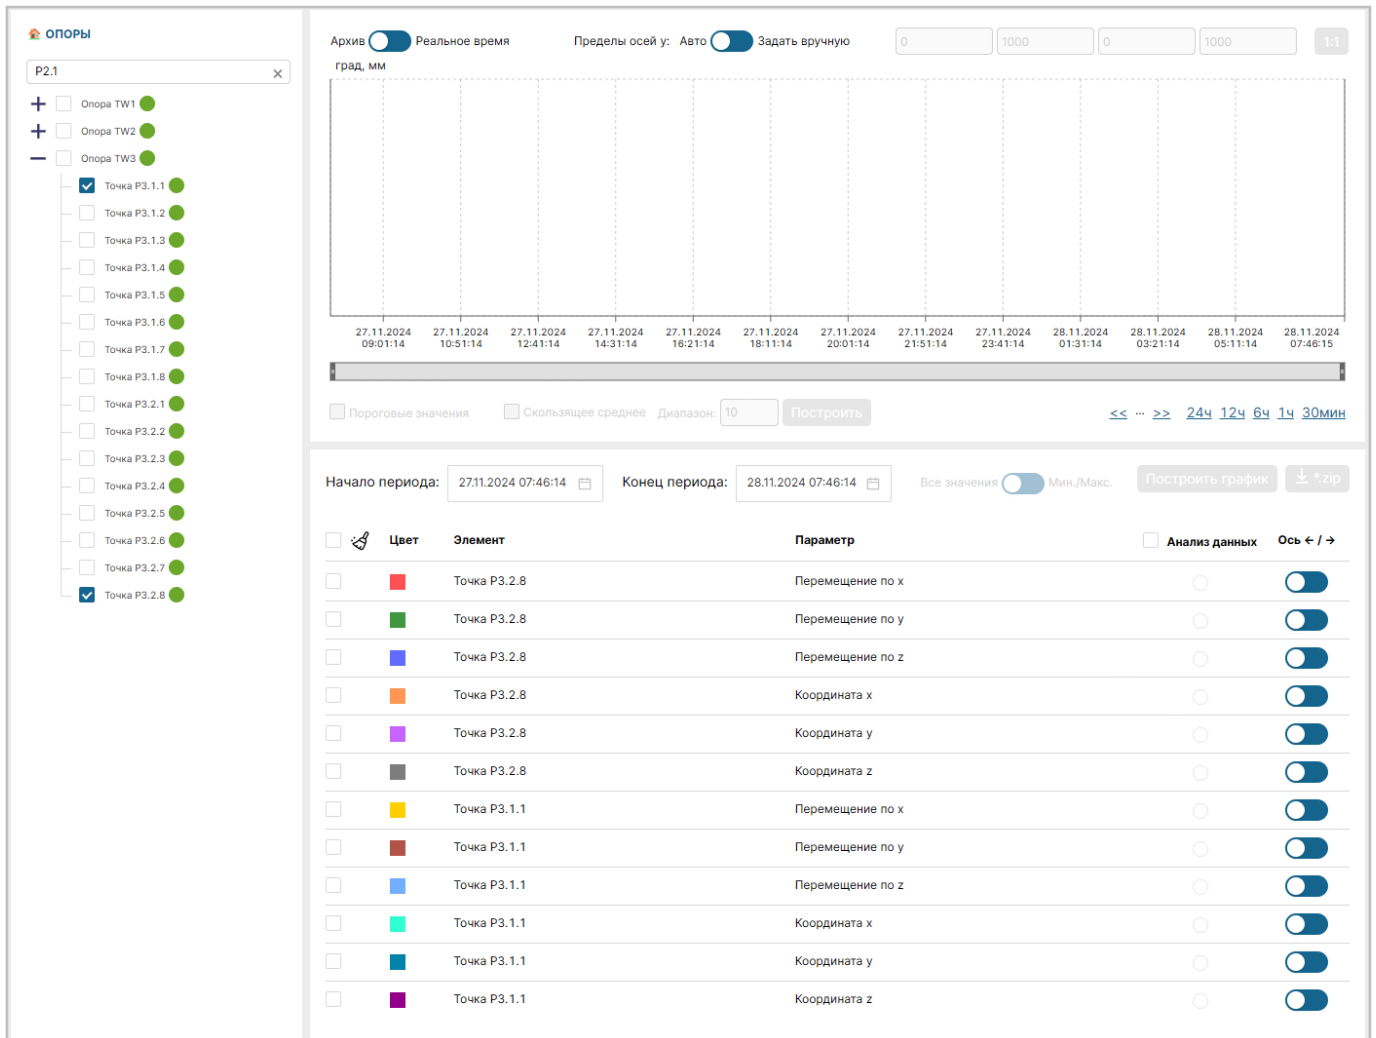 ОПОРЫ
P2.1
Опора TW1
Опора TW2
Опора TW3
Точка P3.1.1
Точка P3.1.2
Точка P3.1.3
Точка P3.1.4
Точка P3.1.5
Точка P3.1.6
Точка P3.1.7
Точка P3.1.8
Точка P3.2.1
Точка P3.2.2
Точка P3.2.3
Точка P3.2.4
Точка P3.2.5
Точка P3.2.6
Точка P3.2.7
Точка P3.2.8
Архив Реальное время Пределы осей y: Авто Задать вручную 0 1000 0 1000 1:1
град, мм
27.11.2024 27.11.2024 27.11.2024 27.11.2024 27.11.2024 27.11.2024 27.11.2024 27.11.2024 27.11.2024 28.11.2024 28.11.2024 28.11.2024 28.11.2024
09:01:14 10:51:14 12:41:14 14:31:14 16:21:14 18:11:14 20:01:14 21:51:14 23:41:14 01:31:14 03:21:14 05:11:14 07:46:15
Пороговые значения Скользящее среднее Диапазон: 10 Построить << ... >> 24ч 12ч 6ч 1ч 30мин
Начало периода: 27.11.2024 07:46:14 Конец периода: 28.11.2024 07:46:14 Все значения Мин./Макс. Построить график *.zip
Цвет Элемент Параметр Анализ данных Ось ← / →
Точка P3.2.8 Перемещение по x
Точка P3.2.8 Перемещение по y
Точка P3.2.8 Перемещение по z
Точка P3.2.8 Координата x
Точка P3.2.8 Координата y
Точка P3.2.8 Координата z
Точка P3.1.1 Перемещение по x
Точка P3.1.1 Перемещение по y
Точка P3.1.1 Перемещение по z
Точка P3.1.1 Координата x
Точка P3.1.1 Координата y
Точка P3.1.1 Координата z